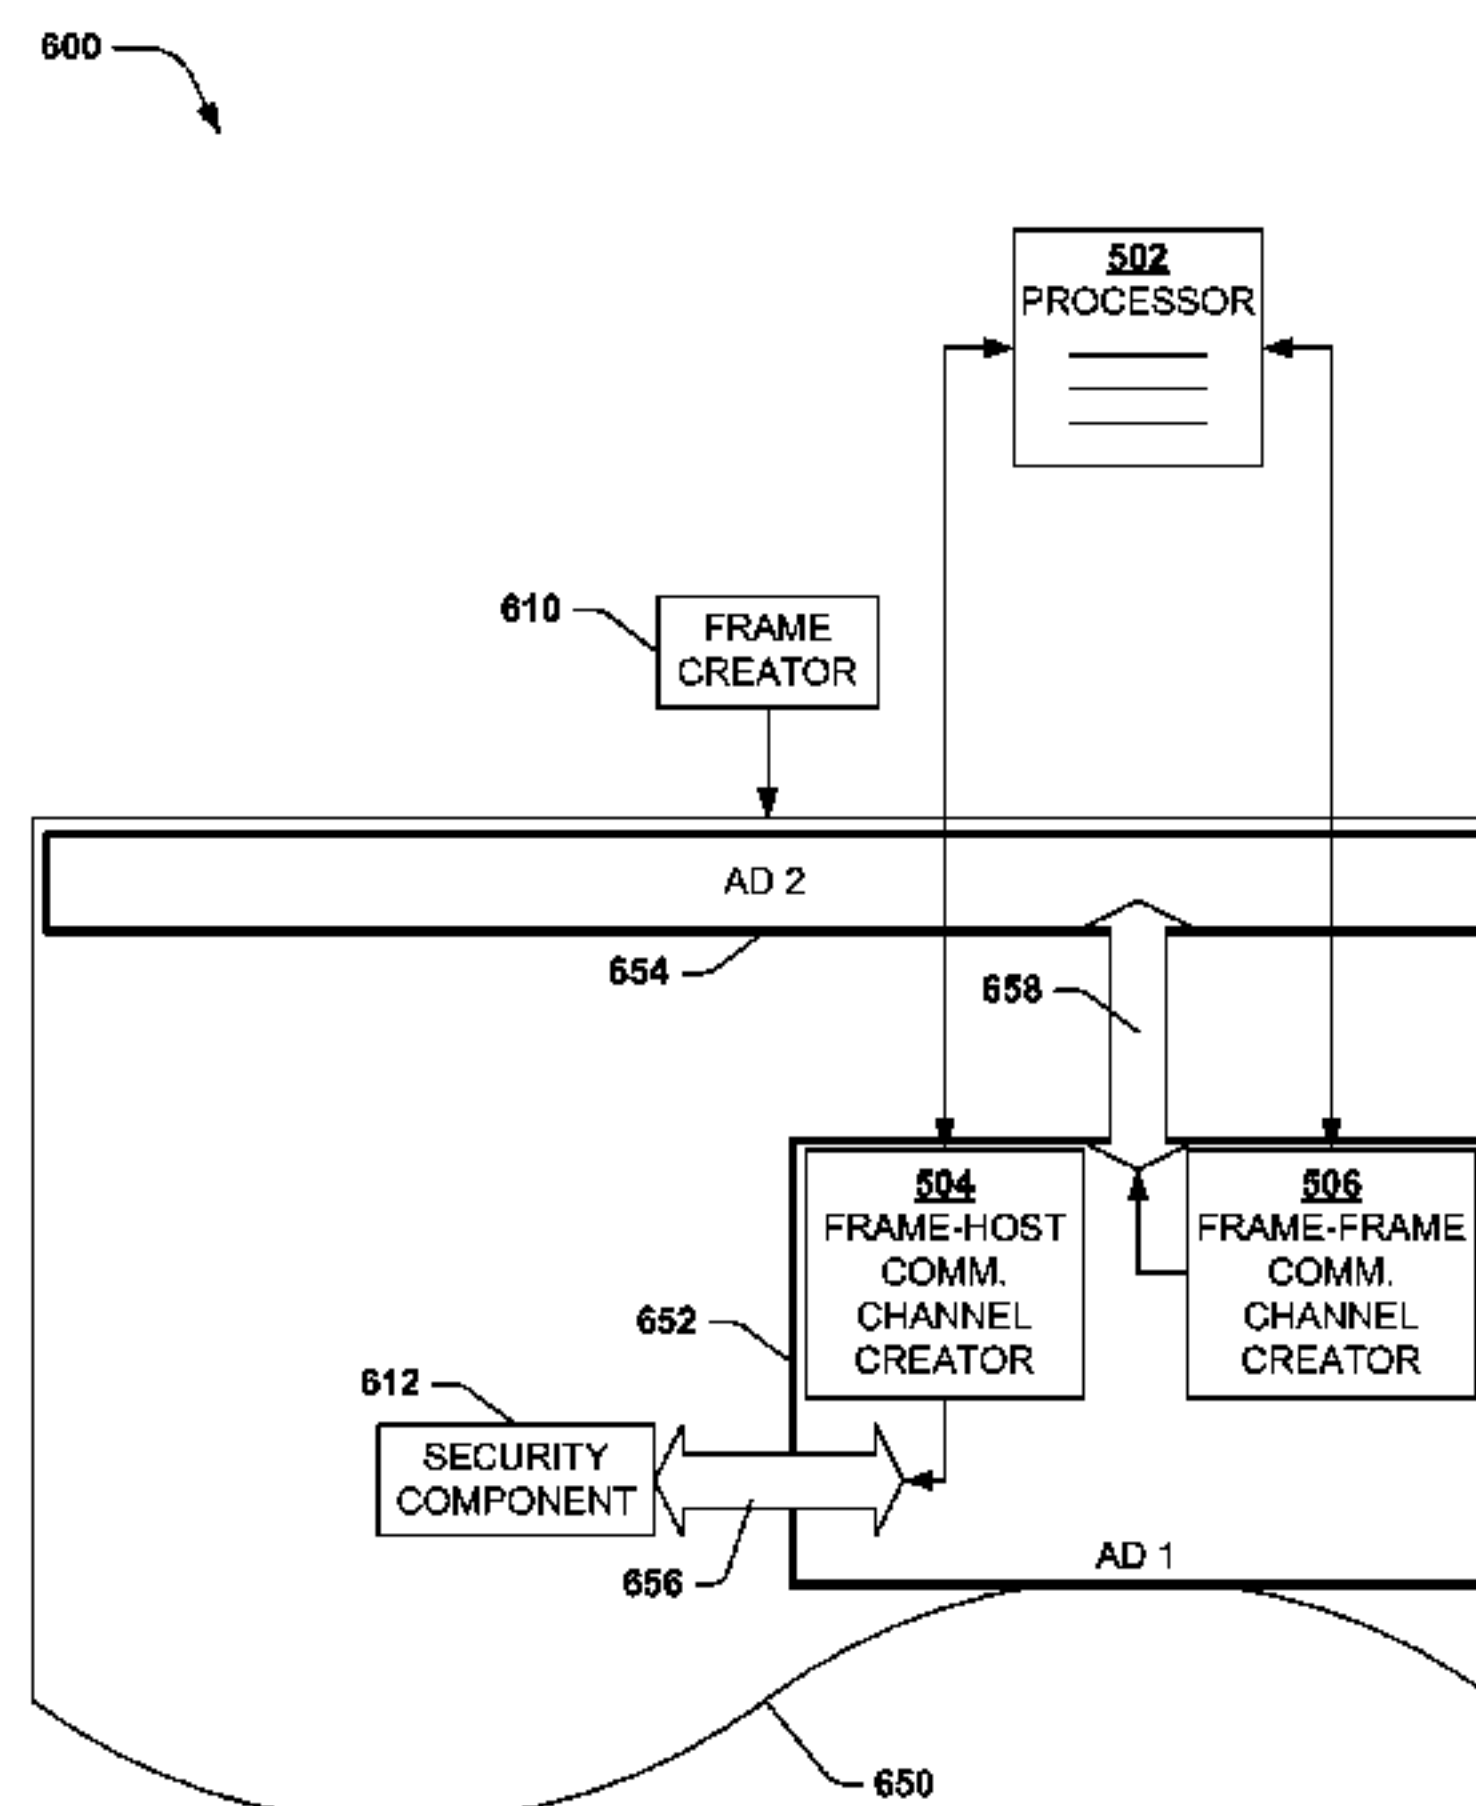 600
502
PROCESSOR
610
FRAME
CREATOR
AD 2
654
658
504
FRAME-HOST
COMM.
CHANNEL
CREATOR
506
FRAME-FRAME
COMM.
CHANNEL
CREATOR
652
612
SECURITY
COMPONENT
656
AD 1
650